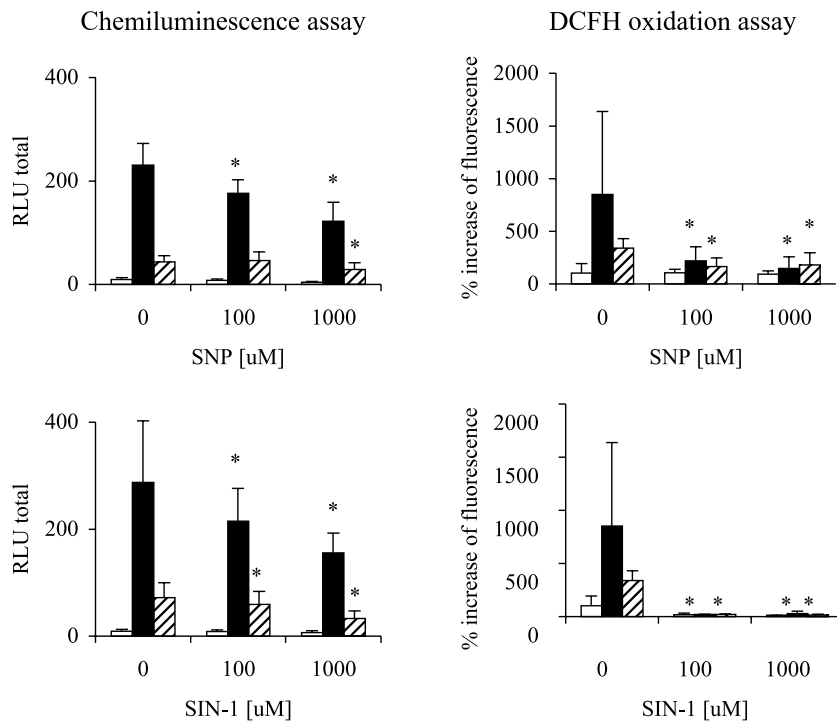 Chemiluminescence assay
DCFH oxidation assay
RLU total
400
200
0
*
*
*
0 100 1000
SNP [uM]
% increase of fluorescence
2000
1500
1000
500
0
* * * *
0 100 1000
SNP [uM]
RLU total
400
200
0
*
*
*
*
0 100 1000
SIN-1 [uM]
% increase of fluorescence
2000
1500
1000
500
0
* * * *
0 100 1000
SIN-1 [uM]